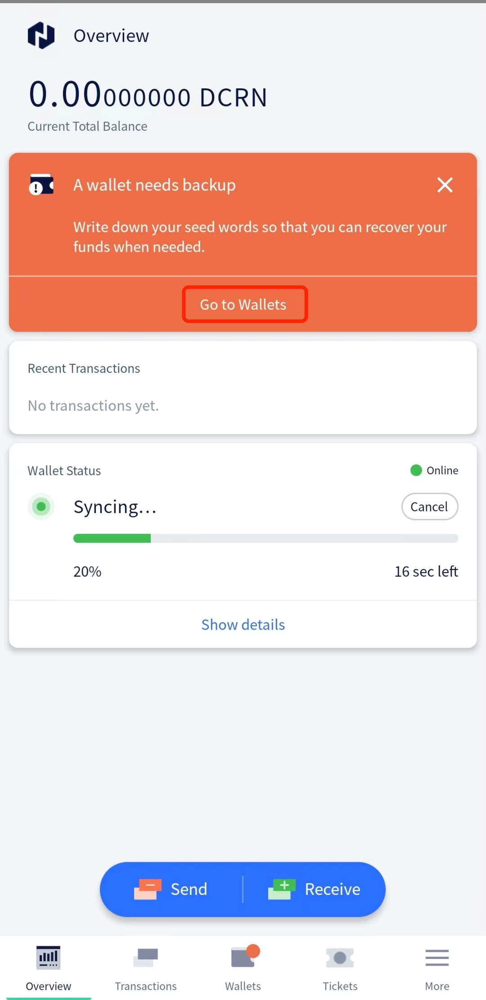 Overview
0.00000000 DCRN
Current Total Balance
A wallet needs backup
Write down your seed words so that you can recover your
funds when needed.
Go to Wallets
Recent Transactions
No transactions yet.
Wallet Status
Online
Syncing...
Cancel
20%
16 sec left
Show details
Send
Receive
Overview
Transactions
Wallets
Tickets
More